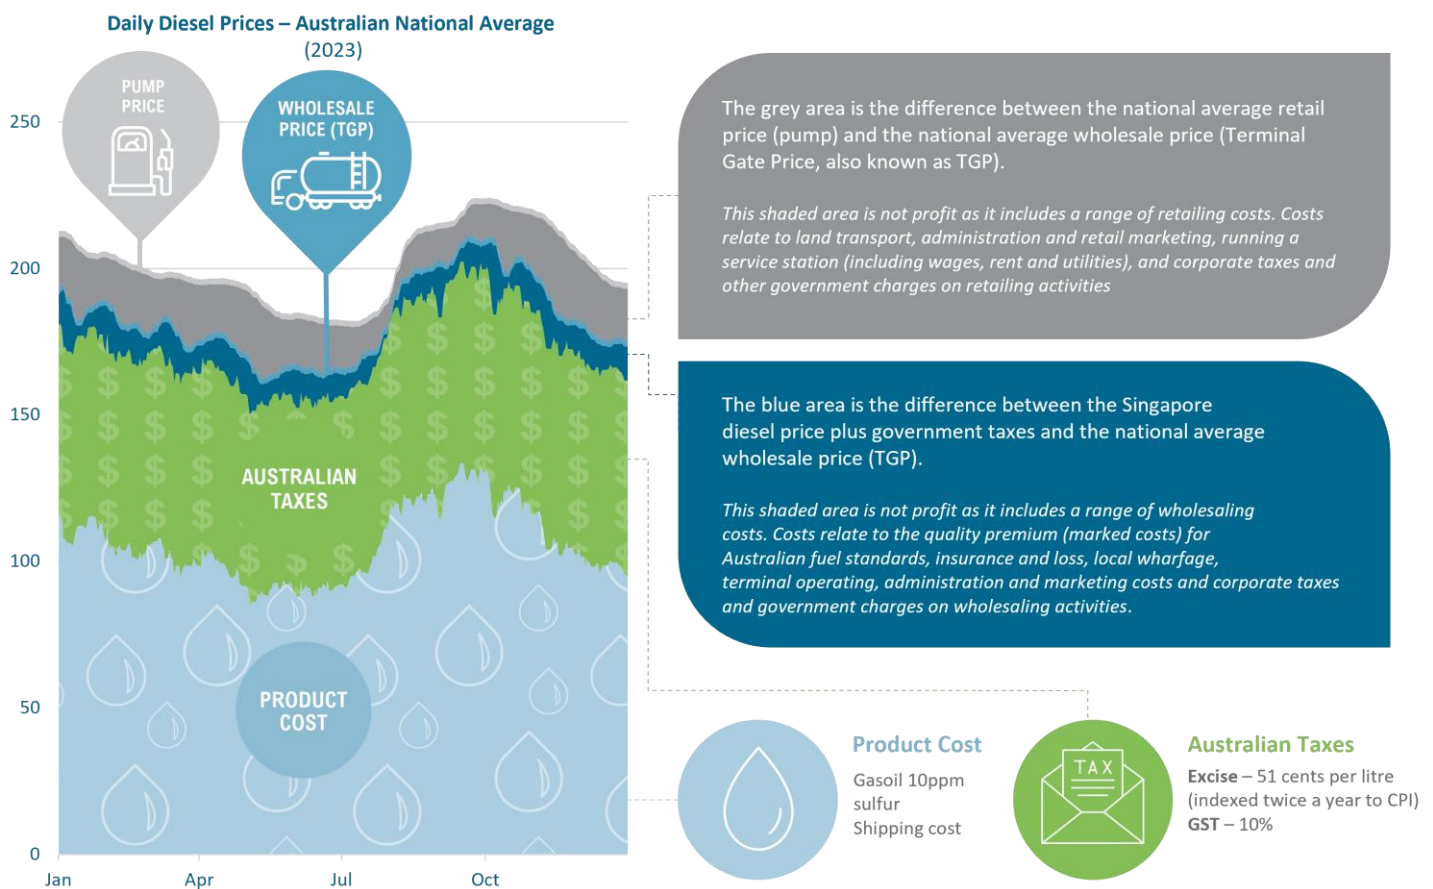 Daily Diesel Prices – Australian National Average
(2023)
PUMP
PRICE
WHOLESALE
PRICE (TGP)
250
200
150
100
50
0
Jan
Apr
Jul
Oct
AUSTRALIAN
TAXES
PRODUCT
COST
The grey area is the difference between the national average retail
price (pump) and the national average wholesale price (Terminal
Gate Price, also known as TGP).
This shaded area is not profit as it includes a range of retailing costs. Costs
relate to land transport, administration and retail marketing, running a
service station (including wages, rent and utilities), and corporate taxes and
other government charges on retailing activities
The blue area is the difference between the Singapore
diesel price plus government taxes and the national average
wholesale price (TGP).
This shaded area is not profit as it includes a range of wholesaling
costs. Costs relate to the quality premium (marked costs) for
Australian fuel standards, insurance and loss, local wharfage,
terminal operating, administration and marketing costs and corporate taxes
and government charges on wholesaling activities.
Product Cost
Gasoil 10ppm
sulfur
Shipping cost
TAX
Australian Taxes
Excise – 51 cents per litre
(indexed twice a year to CPI)
GST – 10%